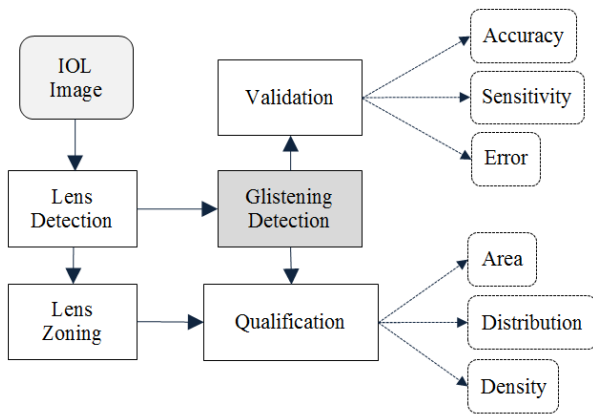 IOL
Image
Lens
Detection
Lens
Zoning
Validation
Glistening
Detection
Qualification
Accuracy
Sensitivity
Error
Area
Distribution
Density